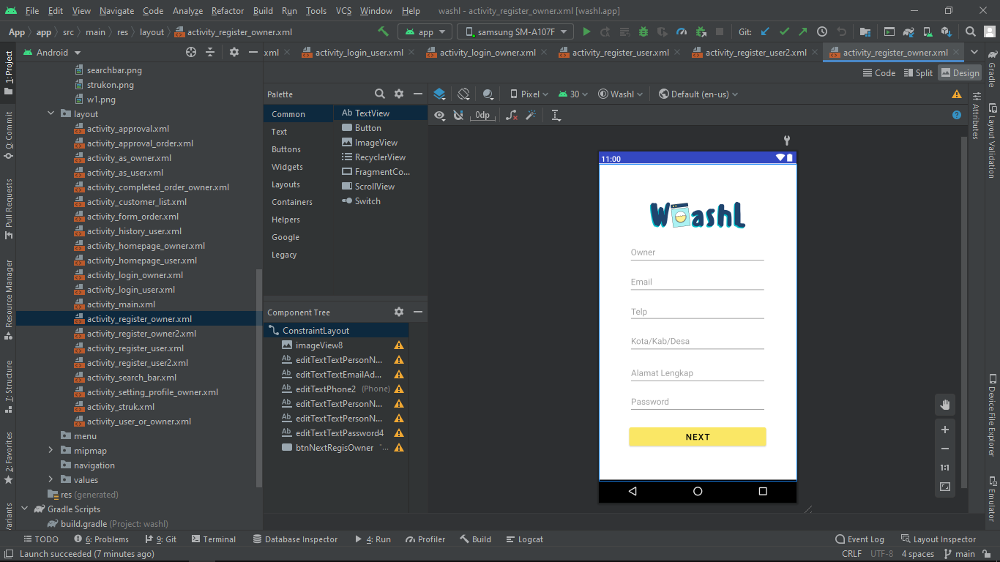 File Edit View Navigate Code Analyze Refactor Build Run Tools VCS Window Help washl - activity_register_owner.xml [washl.app]
App app src main res layout activity_register_owner.xml app samsung SM-A107F Git:
1: Project
Android
xml activity_login_user.xml activity_login_owner.xml activity_register_user.xml activity_register_user2.xml activity_register_owner.xml
Code Split Design
searchbar.png
strukon.png
w1.png
layout
activity_approval.xml
activity_approval_order.xml
activity_as_owner.xml
activity_as_user.xml
activity_completed_order_owner.xml
activity_customer_list.xml
activity_form_order.xml
activity_history_user.xml
activity_homepage_owner.xml
activity_homepage_user.xml
activity_login_owner.xml
activity_login_user.xml
activity_main.xml
activity_register_owner.xml
activity_register_owner2.xml
activity_register_user.xml
activity_register_user2.xml
activity_search_bar.xml
activity_setting_profile_owner.xml
activity_struk.xml
activity_user_or_owner.xml
menu
mipmap
navigation
values
res (generated)
Gradle Scripts
build.gradle (Project: washl)
0: Commit
Pull Requests
Resource Manager
7: Structure
2: Favorites
ariants
Palette
Common
Text
Buttons
Widgets
Layouts
Containers
Helpers
Google
Legacy
Ab TextView
Button
ImageView
RecyclerView
FragmentCo...
ScrollView
Switch
Component Tree
ConstraintLayout
imageView8
Ab editTextTextPersonN...
Ab editTextTextEmailAd...
Ab editTextPhone2 (Phone)
Ab editTextTextPersonN...
Ab editTextTextPersonN...
Ab editTextTextPassword4
btnNextRegisOwner "...
Pixel 30 Washl Default (en-us)
0dp
11:00
WashL
Owner
Email
Telp
Kota/Kab/Desa
Alamat Lengkap
Password
NEXT
1:1
Attributes
Gradle
Layout Validation
Device File Explorer
Emulator
TODO 6: Problems 9: Git Terminal Database Inspector 4: Run Profiler Build Logcat Event Log Layout Inspector
Launch succeeded (7 minutes ago) CRLF UTF-8 4 spaces main